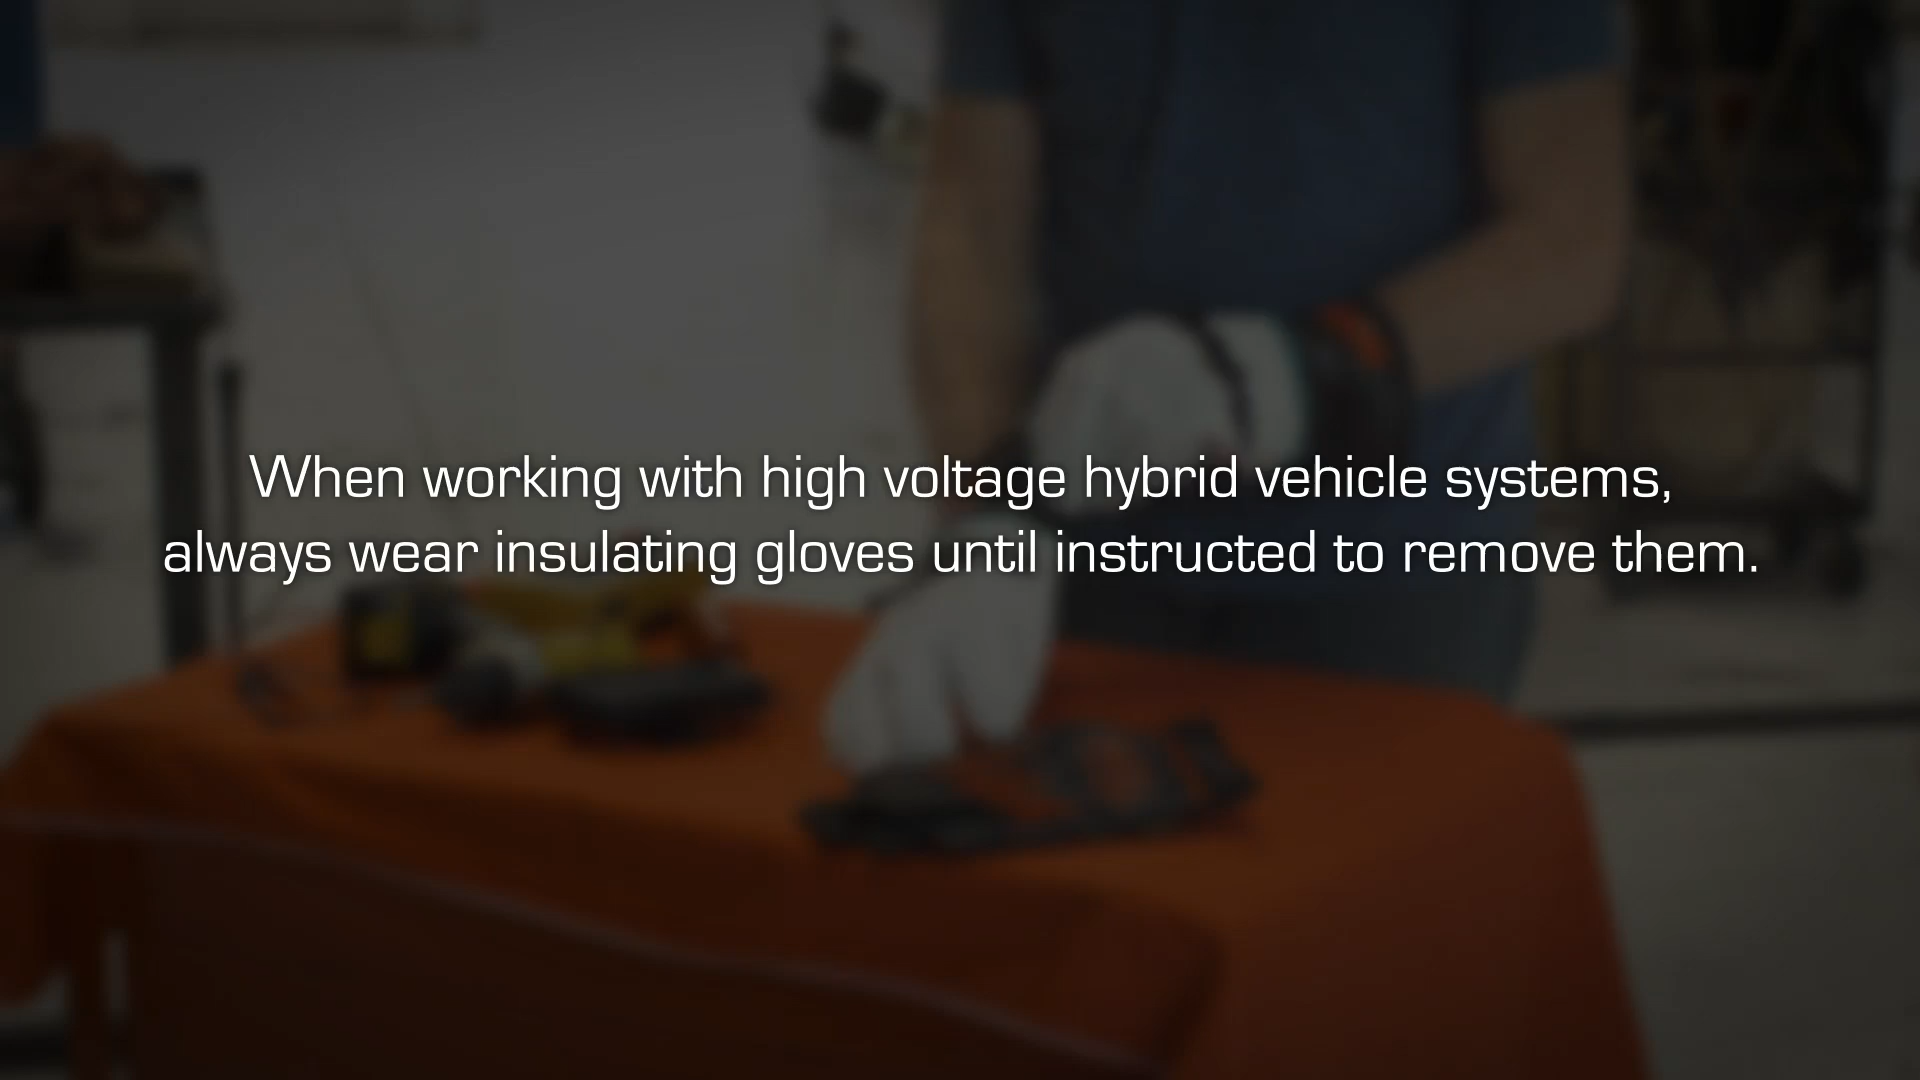 When working with high voltage hybrid vehicle systems,
always wear insulating gloves until instructed to remove them.